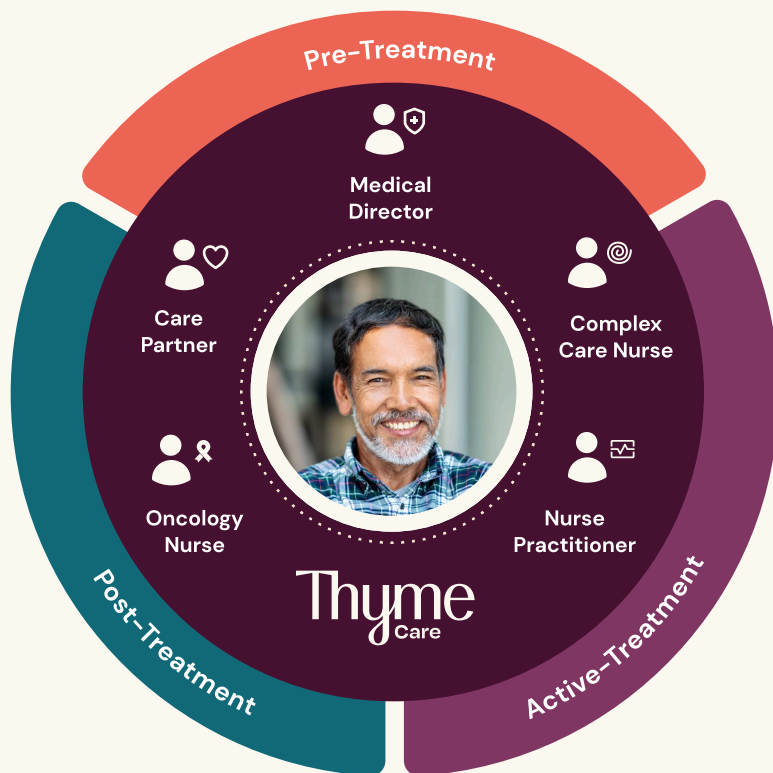 Pre-Treatment
Medical
Director
Care
Partner
Complex
Care Nurse
Oncology
Nurse
Nurse
Practitioner
Thyme
Care
Post-Treatment
Active-Treatment